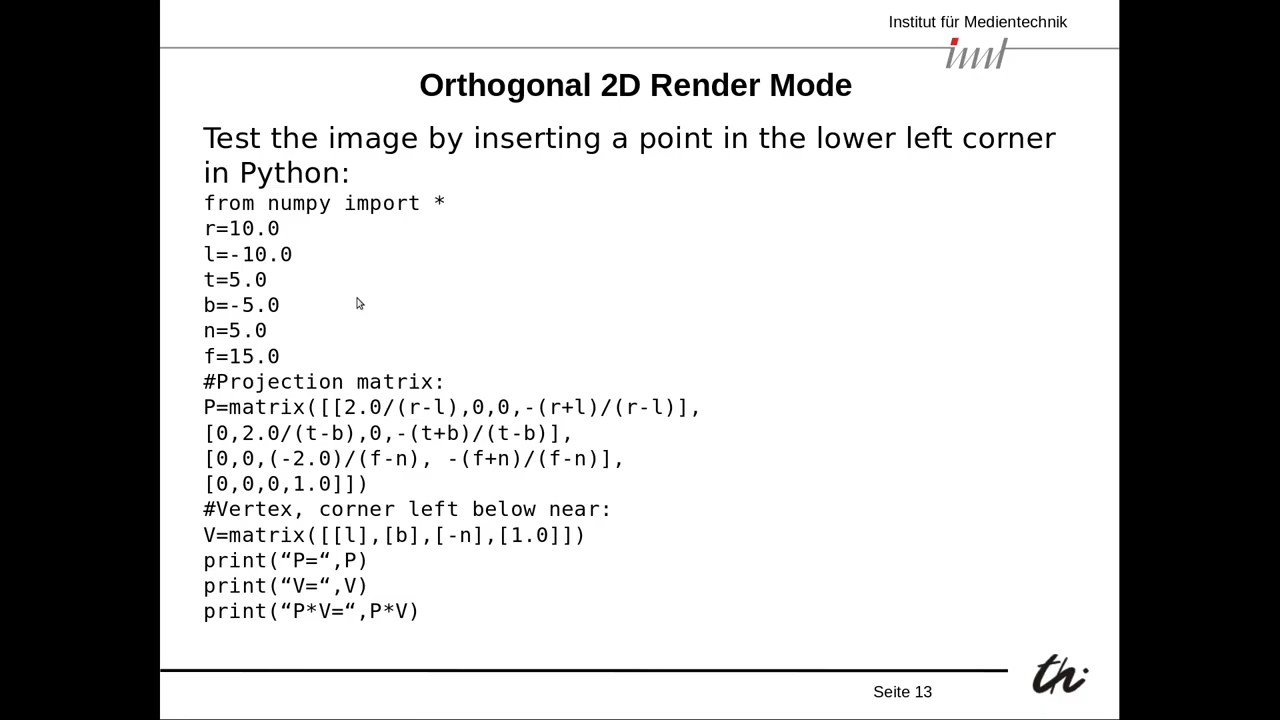 Institut für Medientechnik
iml
Orthogonal 2D Render Mode
Test the image by inserting a point in the lower left corner
in Python:
from numpy import *
r=10.0
l=-10.0
t=5.0
b=-5.0
n=5.0
f=15.0
#Projection matrix:
P=matrix([[2.0/(r-l),0,0,-(r+l)/(r-l)],
[0,2.0/(t-b),0,-(t+b)/(t-b)],
[0,0,(-2.0)/(f-n), -(f+n)/(f-n)],
[0,0,0,1.0]])
#Vertex, corner left below near:
V=matrix([[l],[b],[-n],[1.0]])
print(“P=“,P)
print(“V=“,V)
print(“P*V=“,P*V)
th
Seite 13